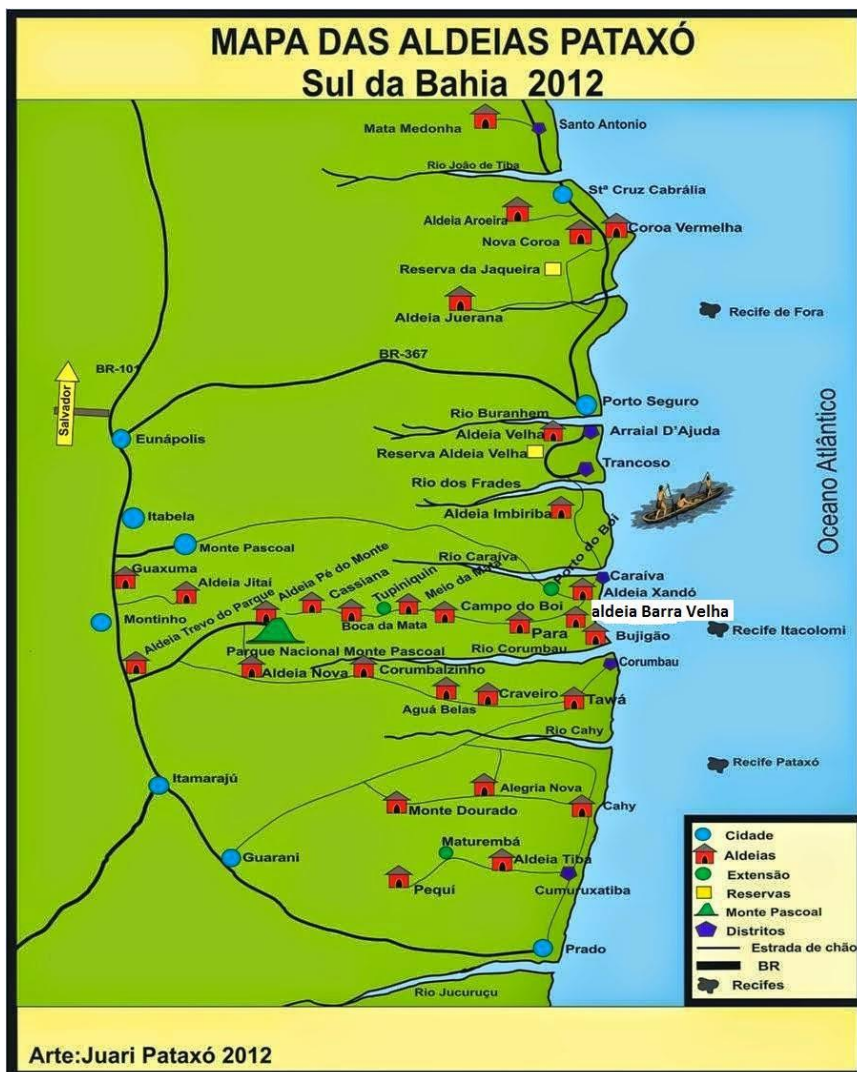 MAPA DAS ALDEIAS PATAXÓ
Sul da Bahia 2012
Mata Medonha
Santo Antonio
Rio João de Tiba
Stª Cruz Cabrália
Aldeia Aroeira
Nova Coroa
Coroa Vermelha
Reserva da Jaqueira
Aldeia Juerana
Recife de Fora
BR-367
BR-101
Salvador
Porto Seguro
Rio Buranhem
Eunápolis
Aldeia Velha
Arraial D'Ajuda
Reserva Aldeia Velha
Trancoso
Rio dos Frades
Oceano Atlântico
Itabela
Aldeia Imbiriba
Porto do Boi
Monte Pascoal
Rio Caraíva
Caraíva
Guaxuma
Aldeia Jitaí
Aldeia Pé do Monte
Cassiana
Tupiniquin
Meio da Mata
Aldeia Xandó
Montinho
Aldeia Trevo do Parque
Boca da Mata
Campo do Boi
aldeia Barra Velha
Para
Bujigão
Recife Itacolomi
Parque Nacional Monte Pascoal
Rio Corumbau
Aldeia Nova
Corumbalzinho
Corumbau
Aguá Belas
Craveiro
Tawá
Rio Cahy
Recife Pataxó
Itamarajú
Alegria Nova
Monte Dourado
Cahy
Guarani
Maturembá
Aldeia Tiba
Pequí
Cumuruxatiba
Prado
Rio Jucuruçu
Cidade
Aldeias
Extensão
Reservas
Monte Pascoal
Distritos
Estrada de chão
BR
Recifes
Arte:Juari Pataxó 2012